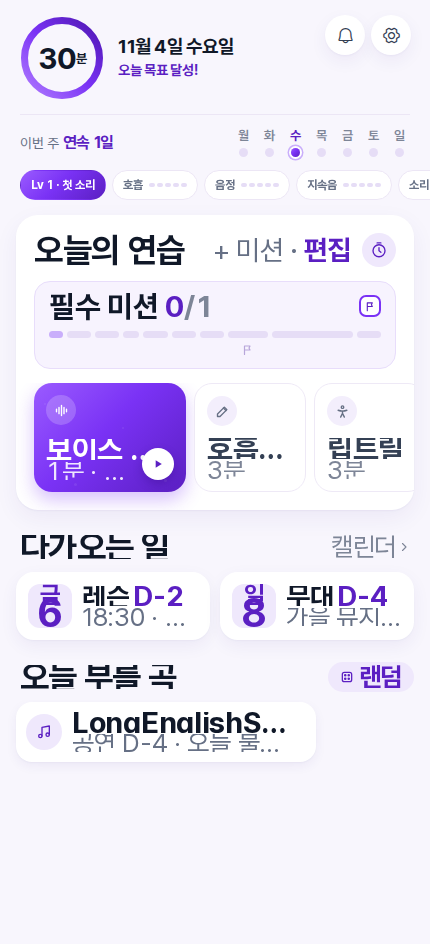 30분
11월 4일 수요일
오늘 목표 달성!
이번 주 연속 1일
월 화 수 목 금 토 일
Lv 1 · 첫 소리 호흡 음정 지속음 소리
오늘의 연습 + 미션 · 편집
필수 미션 0/1
보이스 ...
1분 · ...
호흡...
3분
립트릴
3분
다가오는 일 캘린더 ›
금
6
레슨 D-2
18:30 · ...
일
8
무대 D-4
가을 뮤지...
오늘 부를 곡 랜덤
LongEnglishS...
공연 D-4 · 오늘 물...